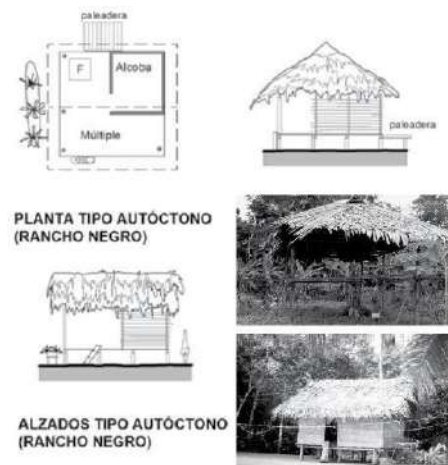 paleadera
F
Alcoba
Múltiple
paleadera
PLANTA TIPO AUTÓCTONO
(RANCHO NEGRO)
ALZADOS TIPO AUTÓCTONO
(RANCHO NEGRO)